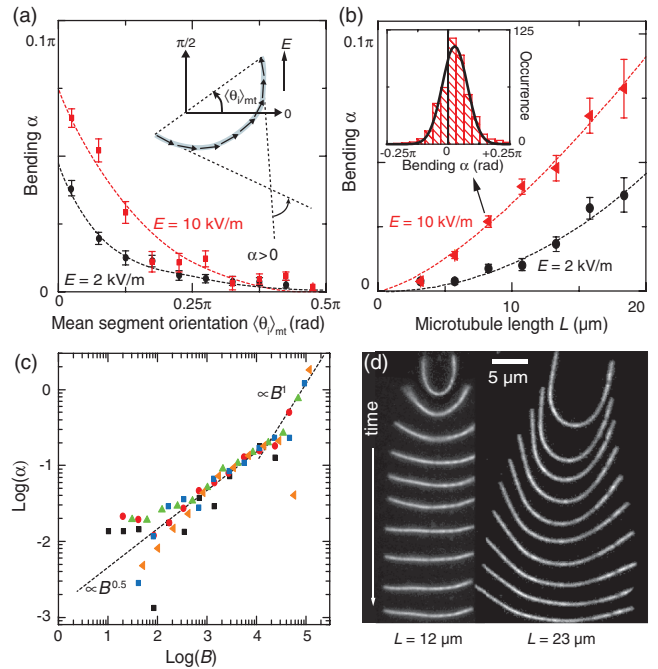 (a)
0.1π
Bending α
0
π/2
E
⟨θᵢ⟩mt
0
α>0
E = 10 kV/m
E = 2 kV/m
0
0.25π
0.5π
Mean segment orientation ⟨θᵢ⟩mt (rad)
(b)
0.1π
Bending α
0
125
Occurrence
0
-0.25π
0
+0.25π
Bending α
E = 10 kV/m
E = 2 kV/m
0
10
20
Microtubule length L (μm)
(c)
0
-1
-2
-3
Log(α)
∝B¹
∝B⁰·⁵
0
1
2
3
4
5
Log(B)
(d)
5 μm
time
L = 12 μm
L = 23 μm